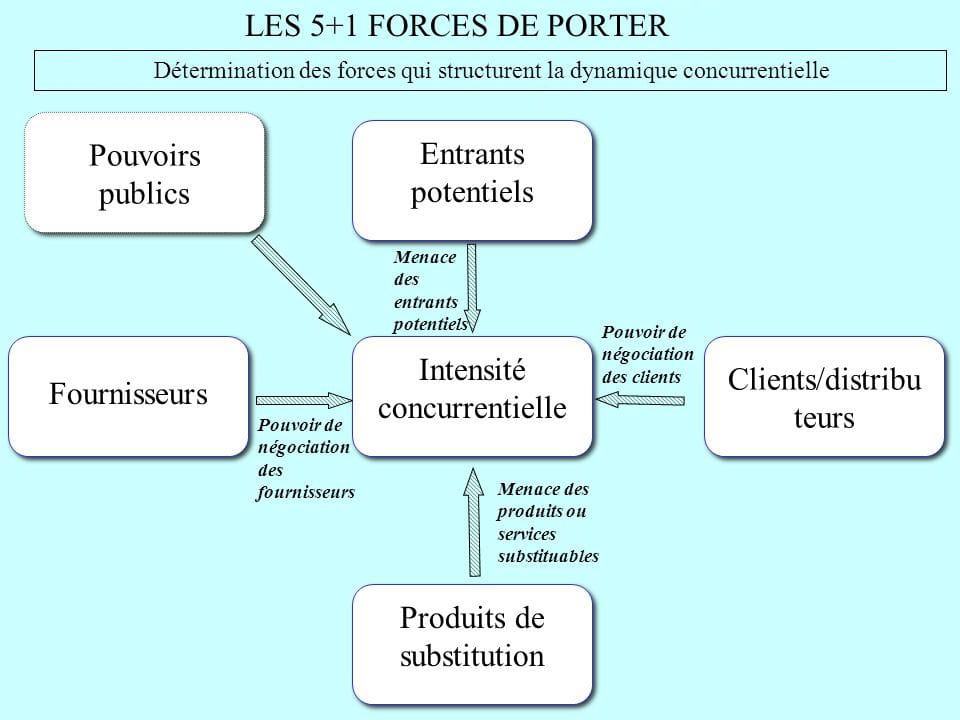 LES 5+1 FORCES DE PORTER
Détermination des forces qui structurent la dynamique concurrentielle
Pouvoirs
publics
Entrants
potentiels
Menace
des
entrants
potentiels
Pouvoir de
négociation
des clients
Fournisseurs
Intensité
concurrentielle
Clients/distribu
teurs
Pouvoir de
négociation
des
fournisseurs
Menace des
produits ou
services
substituables
Produits de
substitution